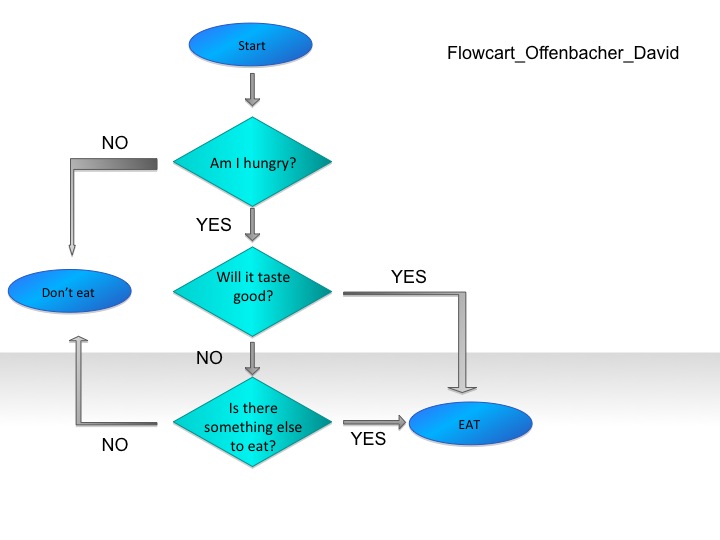 Start
Flowcart_Offenbacher_David
NO
Am I hungry?
YES
Will it taste
good?
YES
Don't eat
NO
Is there
something else
to eat?
NO
YES
EAT